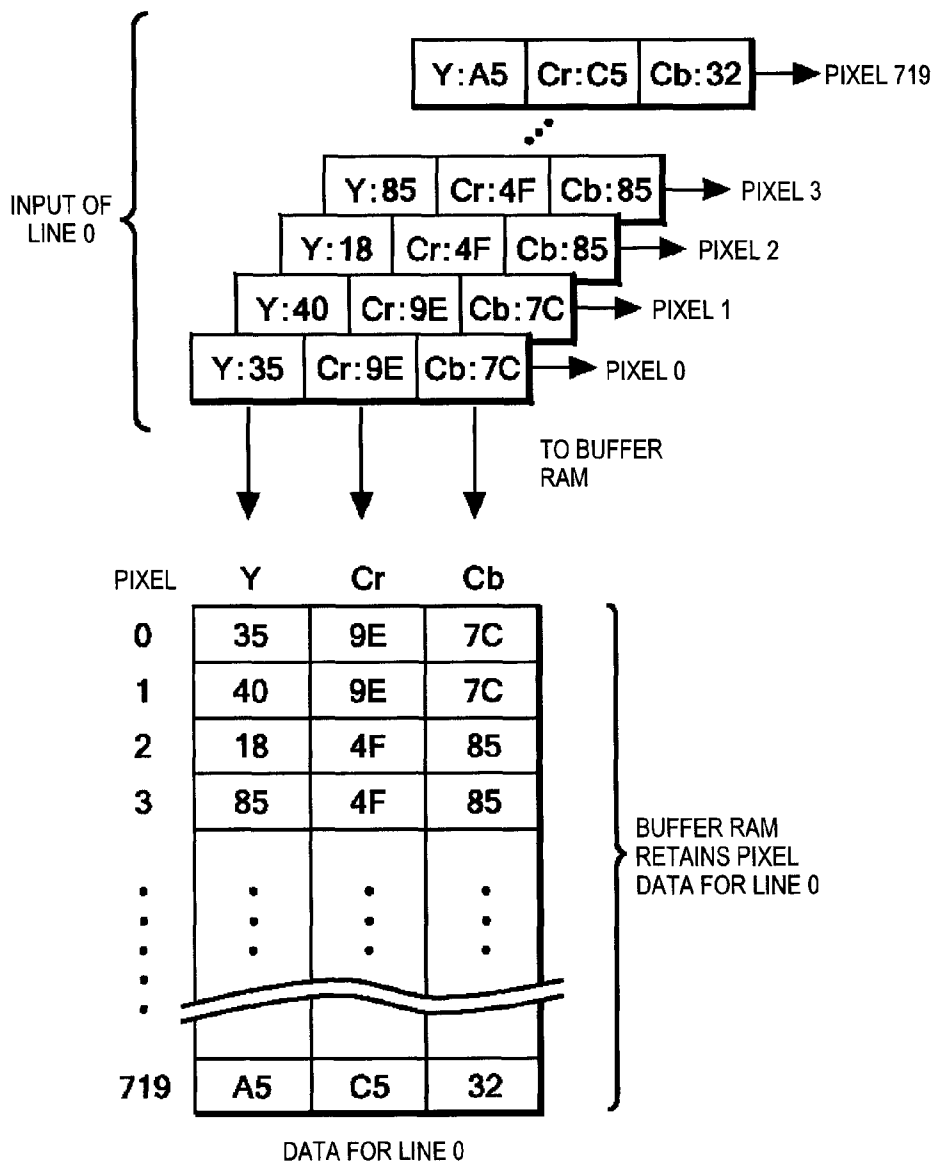 Y:A5 Cr:C5 Cb:32 PIXEL 719
Y:85 Cr:4F Cb:85 PIXEL 3
INPUT OF
LINE 0
Y:18 Cr:4F Cb:85 PIXEL 2
Y:40 Cr:9E Cb:7C PIXEL 1
Y:35 Cr:9E Cb:7C PIXEL 0
TO BUFFER
RAM
PIXEL Y Cr Cb
0 35 9E 7C
1 40 9E 7C
2 18 4F 85
3 85 4F 85
BUFFER RAM
RETAINS PIXEL
DATA FOR LINE 0
719 A5 C5 32
DATA FOR LINE 0